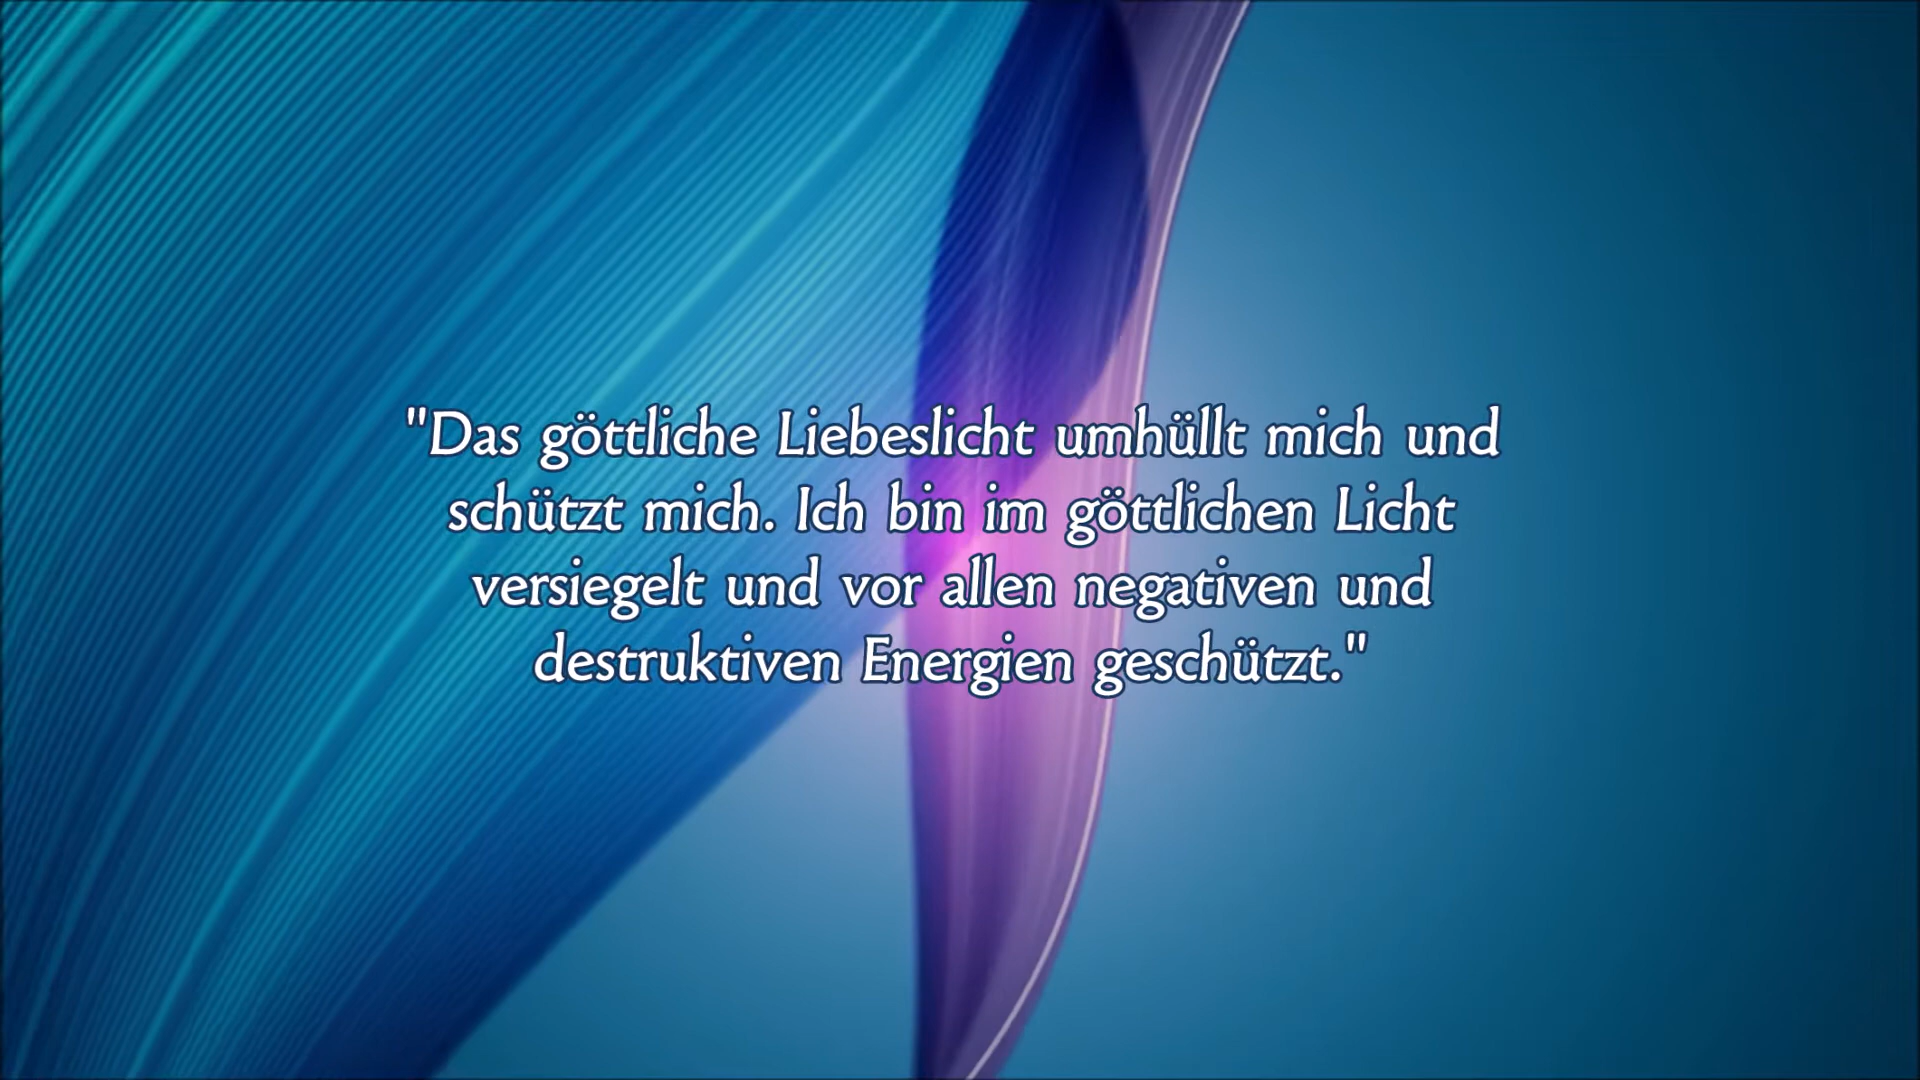 "Das göttliche Liebeslicht umhüllt mich und
schützt mich. Ich bin im göttlichen Licht
versiegelt und vor allen negativen und
destruktiven Energien geschützt."